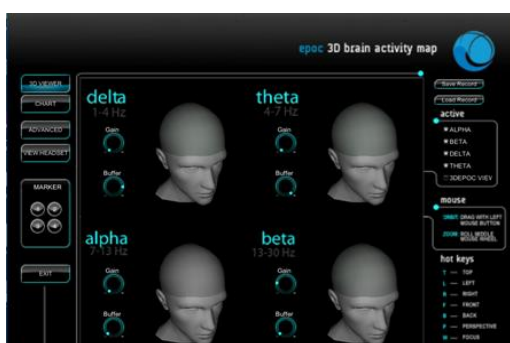 epoc 3D brain activity map
3D VIEWER
CHART
ADVANCED
VIEW HEADSET
MARKER
EXIT
delta
1-4 Hz
Gain
Buffer
theta
4-7 Hz
Gain
Buffer
alpha
7-13 Hz
Gain
Buffer
beta
13-30 Hz
Gain
Buffer
Save Record
Load Record
active
ALPHA
BETA
DELTA
THETA
3DEPOC VIEW
mouse
ORBIT: DRAG WITH LEFT
MOUSE BUTTON
ZOOM: ROLL MIDDLE
MOUSE WHEEL
hot keys
T — TOP
L — LEFT
R — RIGHT
F — FRONT
B — BACK
P — PERSPECTIVE
— FOCUS